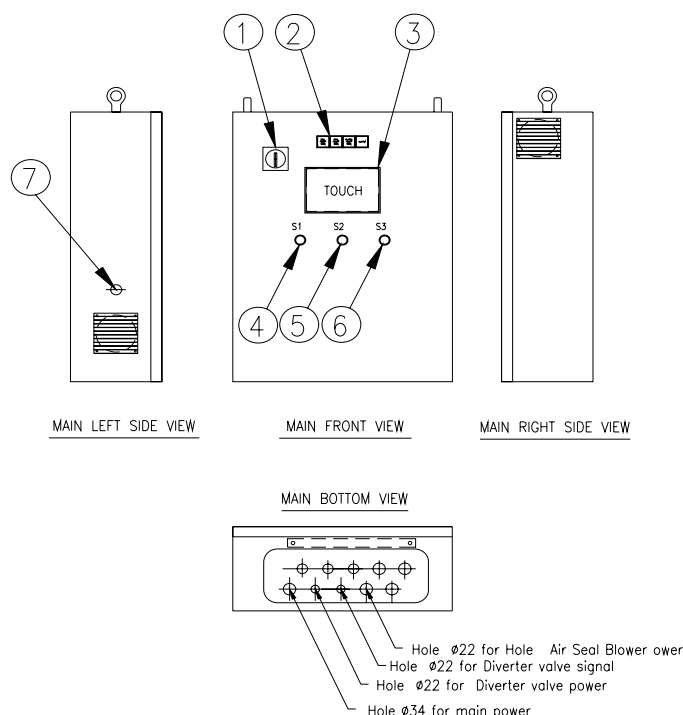 1 2 3
7
TOUCH
S1 S2 S3
4 5 6
MAIN LEFT SIDE VIEW MAIN FRONT VIEW MAIN RIGHT SIDE VIEW
MAIN BOTTOM VIEW
Hole Ø22 for Hole Air Seal Blower ower
Hole Ø22 for Diverter valve signal
Hole Ø22 for Diverter valve power
Hole Ø34 for main power